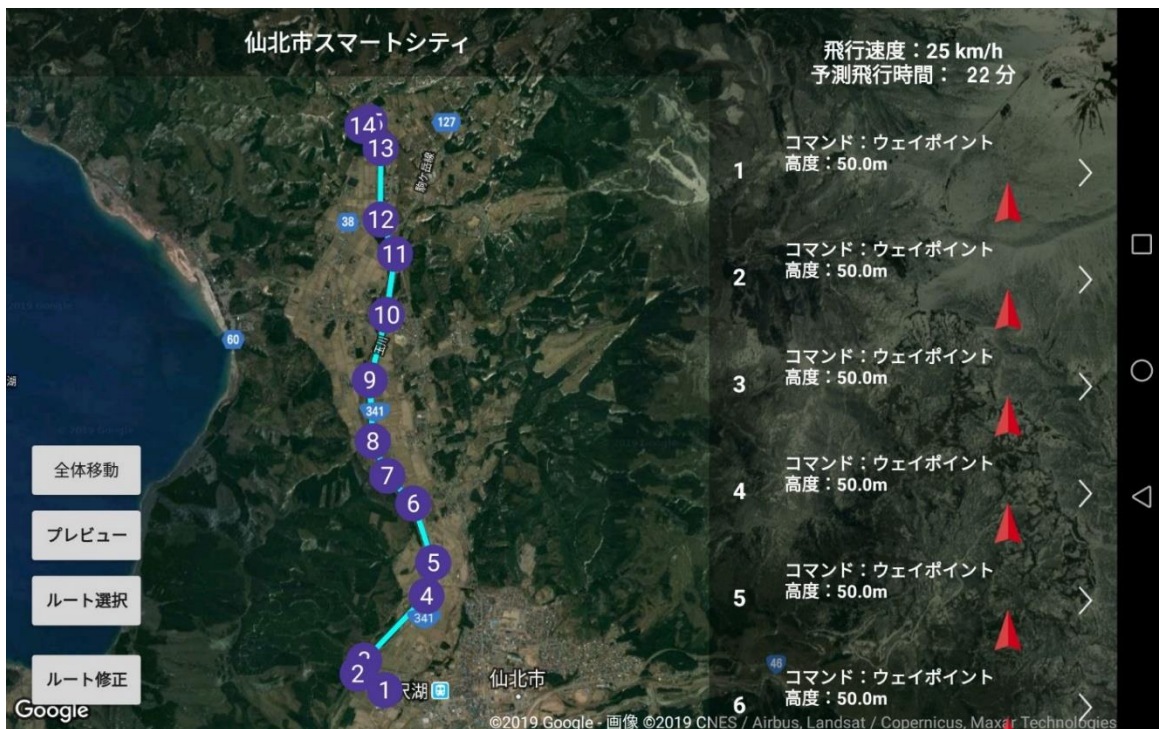 仙北市スマートシティ
飛行速度：25 km/h
予測飛行時間： 22 分
14
13
127
駒ケ岳線
38
12
11
10
玉川
60
9
湖
341
8
7
6
5
4
341
2
1
沢湖
仙北市
46
全体移動
プレビュー
ルート選択
ルート修正
1
コマンド：ウェイポイント
高度：50.0m
2
コマンド：ウェイポイント
高度：50.0m
3
コマンド：ウェイポイント
高度：50.0m
4
コマンド：ウェイポイント
高度：50.0m
5
コマンド：ウェイポイント
高度：50.0m
6
コマンド：ウェイポイント
高度：50.0m
Google
©2019 Google - 画像 ©2019 CNES / Airbus, Landsat / Copernicus, Maxar Technologies